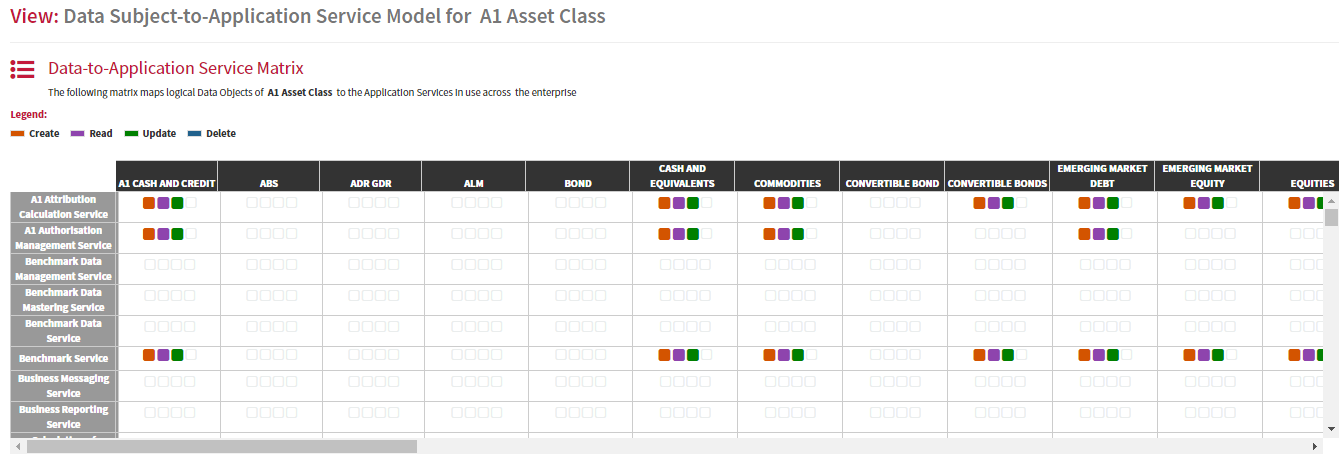 View: Data Subject-to-Application Service Model for A1 Asset Class
Data-to-Application Service Matrix
The following matrix maps logical Data Objects of A1 Asset Class to the Application Services in use across the enterprise
Legend:
Create Read Update Delete
A1 CASH AND CREDIT
ABS
ADR GDR
ALM
BOND
CASH AND
EQUIVALENTS
COMMODITIES
CONVERTIBLE BOND
CONVERTIBLE BONDS
EMERGING MARKET
DEBT
EMERGING MARKET
EQUITY
EQUITIES
A1 Attribution
Calculation Service
A1 Authorisation
Management Service
Benchmark Data
Management Service
Benchmark Data
Mastering Service
Benchmark Data
Service
Benchmark Service
Business Messaging
Service
Business Reporting
Service